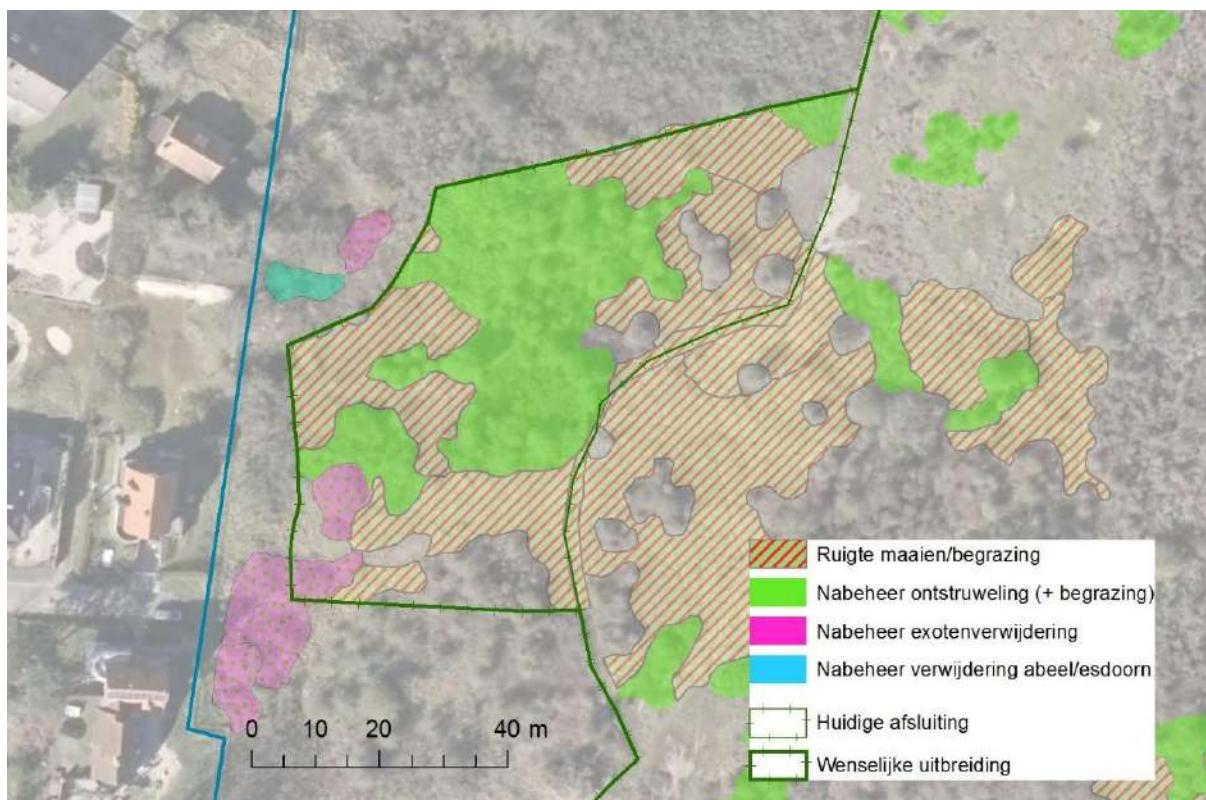 Ruigte maaien/begrazing
Nabeheer ontstruweling (+ begrazing)
Nabeheer exotenverwijdering
Nabeheer verwijdering abeel/esdoorn
Huidige afsluiting
Wenselijke uitbreiding
0 10 20 40 m